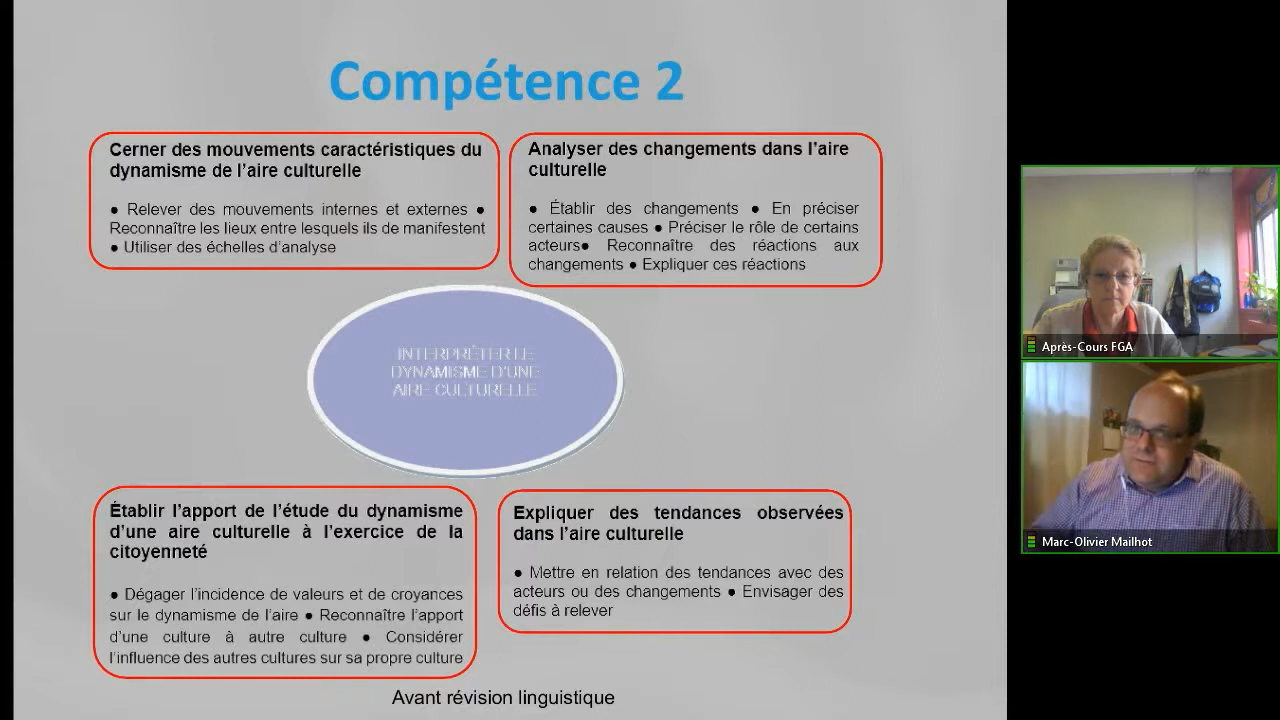 Compétence 2
Cerner des mouvements caractéristiques du
dynamisme de l'aire culturelle
● Relever des mouvements internes et externes ●
Reconnaître les lieux entre lesquels ils de manifestent
● Utiliser des échelles d'analyse
Analyser des changements dans l'aire
culturelle
● Établir des changements ● En préciser
certaines causes ● Préciser le rôle de certains
acteurs● Reconnaître des réactions aux
changements ● Expliquer ces réactions
INTERPRÉTER LE
DYNAMISME D'UNE
AIRE CULTURELLE
Établir l'apport de l'étude du dynamisme
d'une aire culturelle à l'exercice de la
citoyenneté
● Dégager l'incidence de valeurs et de croyances
sur le dynamisme de l'aire ● Reconnaître l'apport
d'une culture à autre culture ● Considérer
l'influence des autres cultures sur sa propre culture
Expliquer des tendances observées
dans l'aire culturelle
● Mettre en relation des tendances avec des
acteurs ou des changements ● Envisager des
défis à relever
Avant révision linguistique
Après-Cours FGA
Marc-Olivier Mailhot